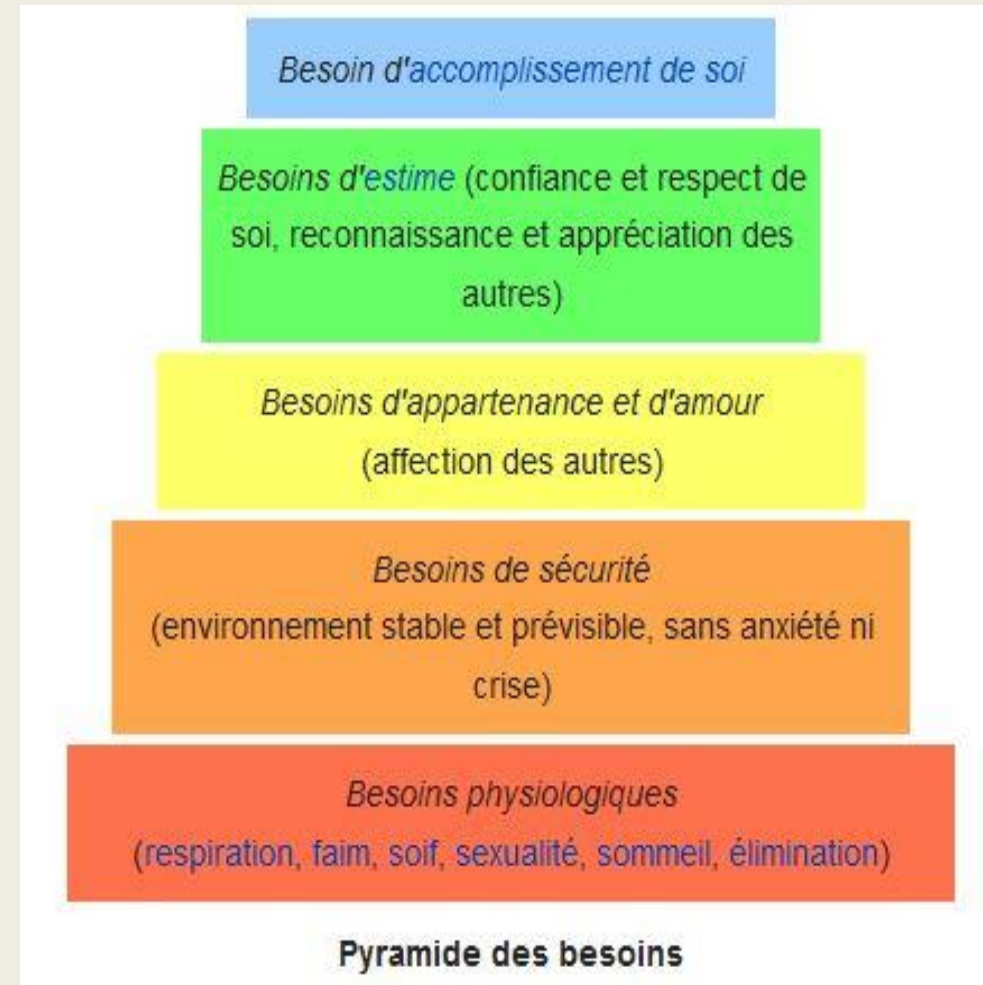 Besoin d'accomplissement de soi
Besoins d'estime (confiance et respect de
soi, reconnaissance et appréciation des
autres)
Besoins d'appartenance et d'amour
(affection des autres)
Besoins de sécurité
(environnement stable et prévisible, sans anxiété ni
crise)
Besoins physiologiques
(respiration, faim, soif, sexualité, sommeil, élimination)
Pyramide des besoins